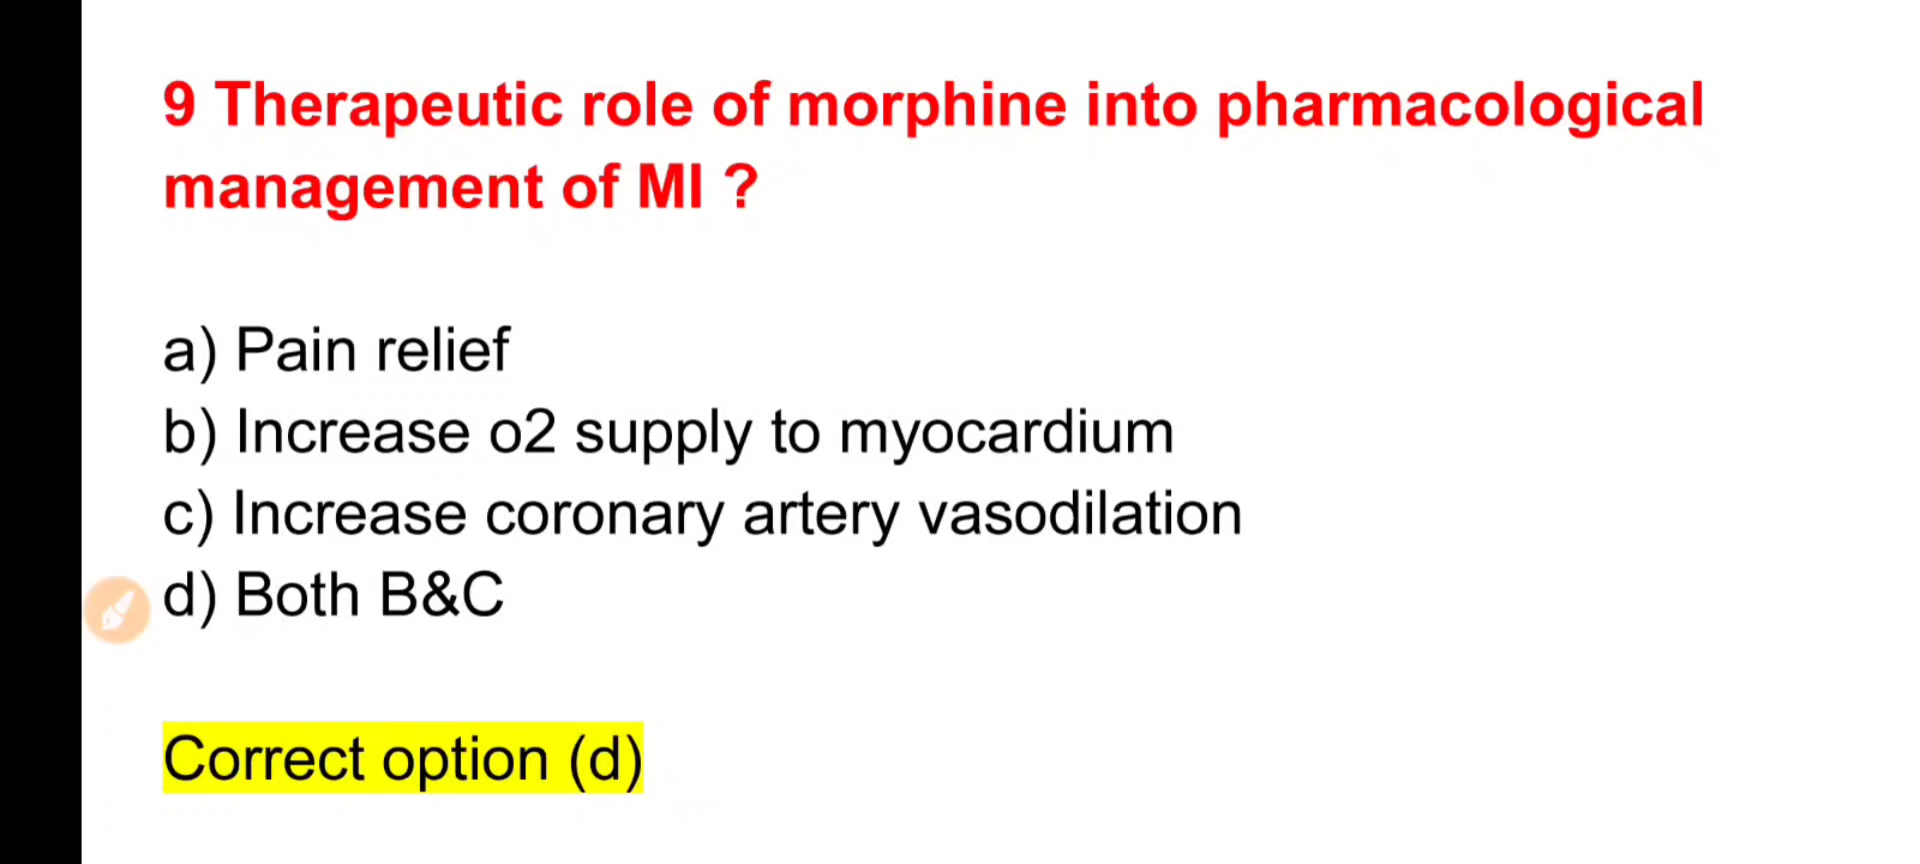 9 Therapeutic role of morphine into pharmacological
management of MI ?
a) Pain relief
b) Increase o2 supply to myocardium
c) Increase coronary artery vasodilation
d) Both B&C
Correct option (d)